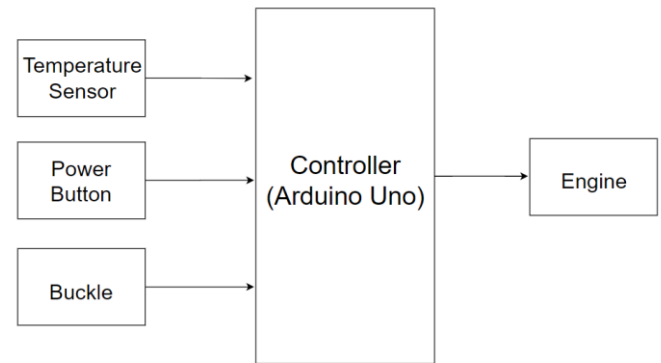 Temperature
Sensor
Power
Button
Buckle
Controller
(Arduino Uno)
Engine